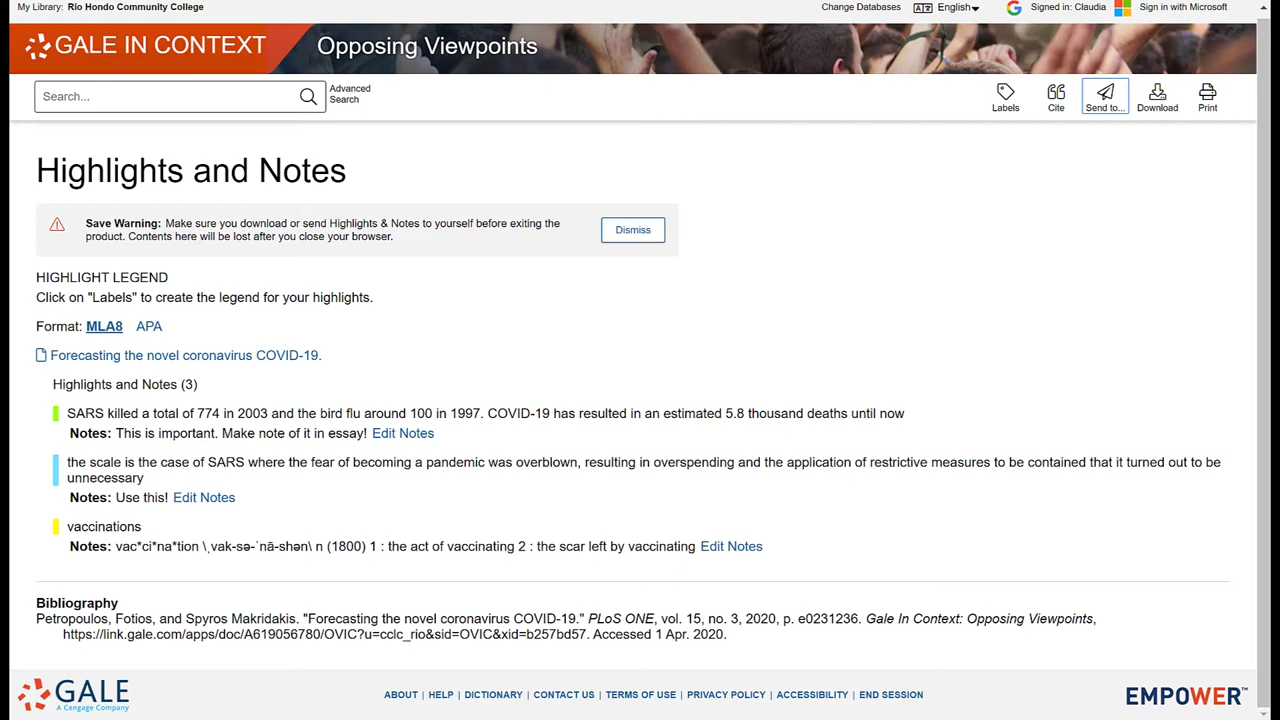 My Library: Rio Hondo Community College
Change Databases
English
Signed in: Claudia
Sign in with Microsoft
GALE IN CONTEXT
Opposing Viewpoints
Search...
Advanced
Search
Labels
Cite
Send to...
Download
Print
Highlights and Notes
Save Warning: Make sure you download or send Highlights & Notes to yourself before exiting the
product. Contents here will be lost after you close your browser.
Dismiss
HIGHLIGHT LEGEND
Click on "Labels" to create the legend for your highlights.
Format: MLA8 APA
Forecasting the novel coronavirus COVID-19.
Highlights and Notes (3)
SARS killed a total of 774 in 2003 and the bird flu around 100 in 1997. COVID-19 has resulted in an estimated 5.8 thousand deaths until now
Notes: This is important. Make note of it in essay! Edit Notes
the scale is the case of SARS where the fear of becoming a pandemic was overblown, resulting in overspending and the application of restrictive measures to be contained that it turned out to be
unnecessary
Notes: Use this! Edit Notes
vaccinations
Notes: vac*ci*na*tion \ˌvak-sə-ˈnā-shən\ n (1800) 1 : the act of vaccinating 2 : the scar left by vaccinating Edit Notes
Bibliography
Petropoulos, Fotios, and Spyros Makridakis. "Forecasting the novel coronavirus COVID-19." PLoS ONE, vol. 15, no. 3, 2020, p. e0231236. Gale In Context: Opposing Viewpoints,
https://link.gale.com/apps/doc/A619056780/OVIC?u=cclc_rio&sid=OVIC&xid=b257bd57. Accessed 1 Apr. 2020.
GALE
A Cengage Company
ABOUT | HELP | DICTIONARY | CONTACT US | TERMS OF USE | PRIVACY POLICY | ACCESSIBILITY | END SESSION
EMPOWER™